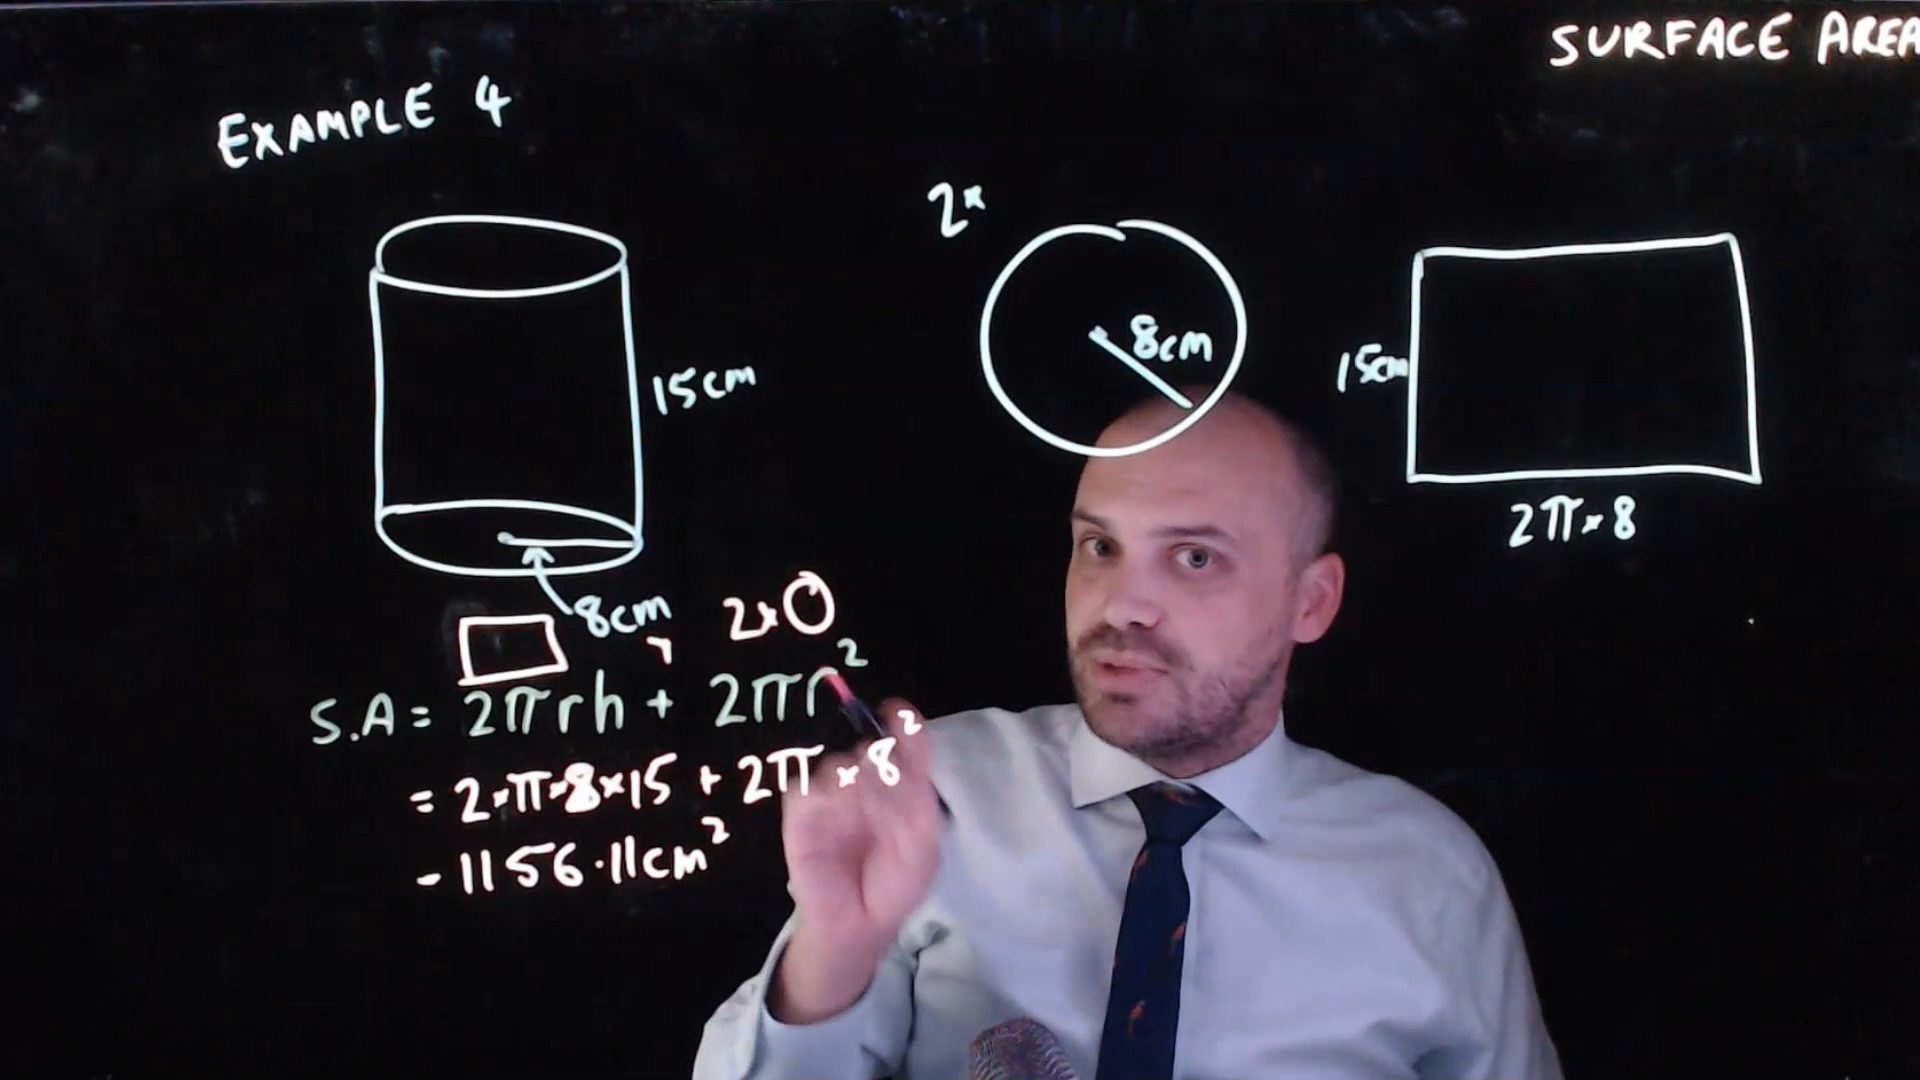 SURFACE AREA
EXAMPLE 4
2×
8cm
15cm
15cm
2π×8
8cm
2×
S.A = 2πrh + 2πr²
= 2×π×8×15 + 2π×8²
- 1156.11cm²